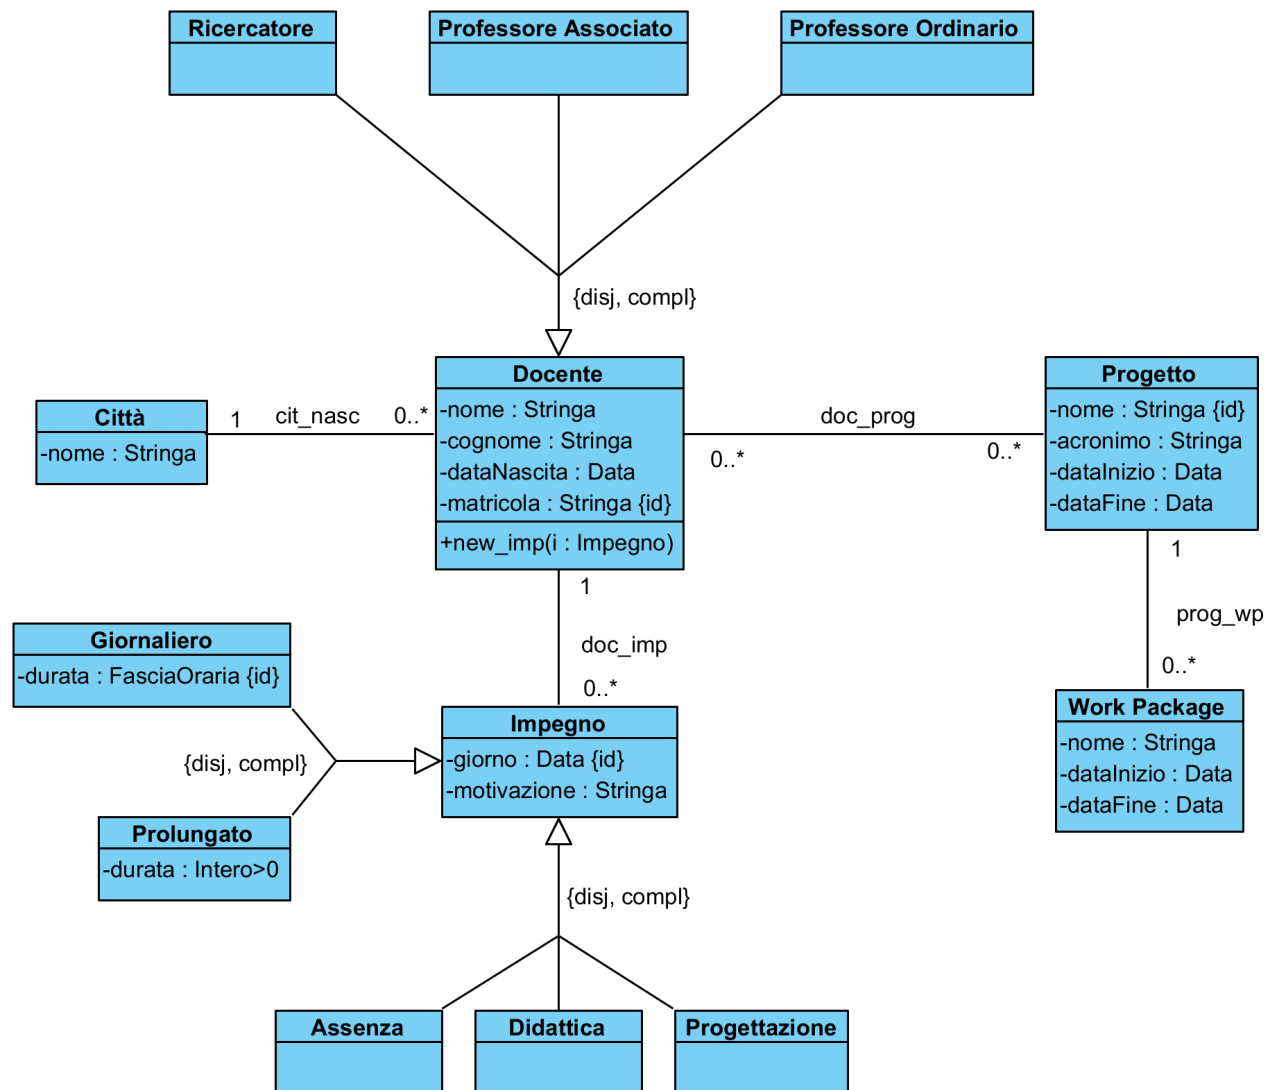 Ricercatore
Professore Associato
Professore Ordinario
{disj, compl}
Docente
-nome : Stringa
-cognome : Stringa
-dataNascita : Data
-matricola : Stringa {id}
+new_imp(i : Impegno)
Città
-nome : Stringa
1
cit_nasc
0..*
doc_prog
0..*
0..*
Progetto
-nome : Stringa {id}
-acronimo : Stringa
-dataInizio : Data
-dataFine : Data
1
prog_wp
0..*
Work Package
-nome : Stringa
-dataInizio : Data
-dataFine : Data
1
doc_imp
0..*
Giornaliero
-durata : FasciaOraria {id}
{disj, compl}
Prolungato
-durata : Intero>0
Impegno
-giorno : Data {id}
-motivazione : Stringa
{disj, compl}
Assenza
Didattica
Progettazione